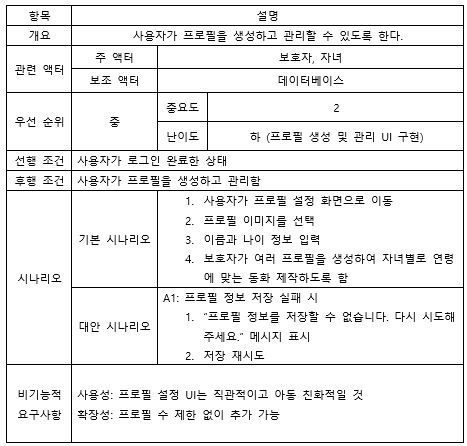 항목 설명
개요 사용자가 프로필을 생성하고 관리할 수 있도록 한다.
관련 액터 주 액터 보호자, 자녀
보조 액터 데이터베이스
우선 순위 중 중요도 2
난이도 하 (프로필 생성 및 관리 UI 구현)
선행 조건 사용자가 로그인 완료한 상태
후행 조건 사용자가 프로필을 생성하고 관리함
시나리오 기본 시나리오
1. 사용자가 프로필 설정 화면으로 이동
2. 프로필 이미지를 선택
3. 이름과 나이 정보 입력
4. 보호자가 여러 프로필을 생성하여 자녀별로 연령
에 맞는 동화 제작하도록 함
대안 시나리오
A1: 프로필 정보 저장 실패 시
1. “프로필 정보를 저장할 수 없습니다. 다시 시도해
주세요.” 메시지 표시
2. 저장 재시도
비기능적
요구사항
사용성: 프로필 설정 UI는 직관적이고 아동 친화적일 것
확장성: 프로필 수 제한 없이 추가 가능